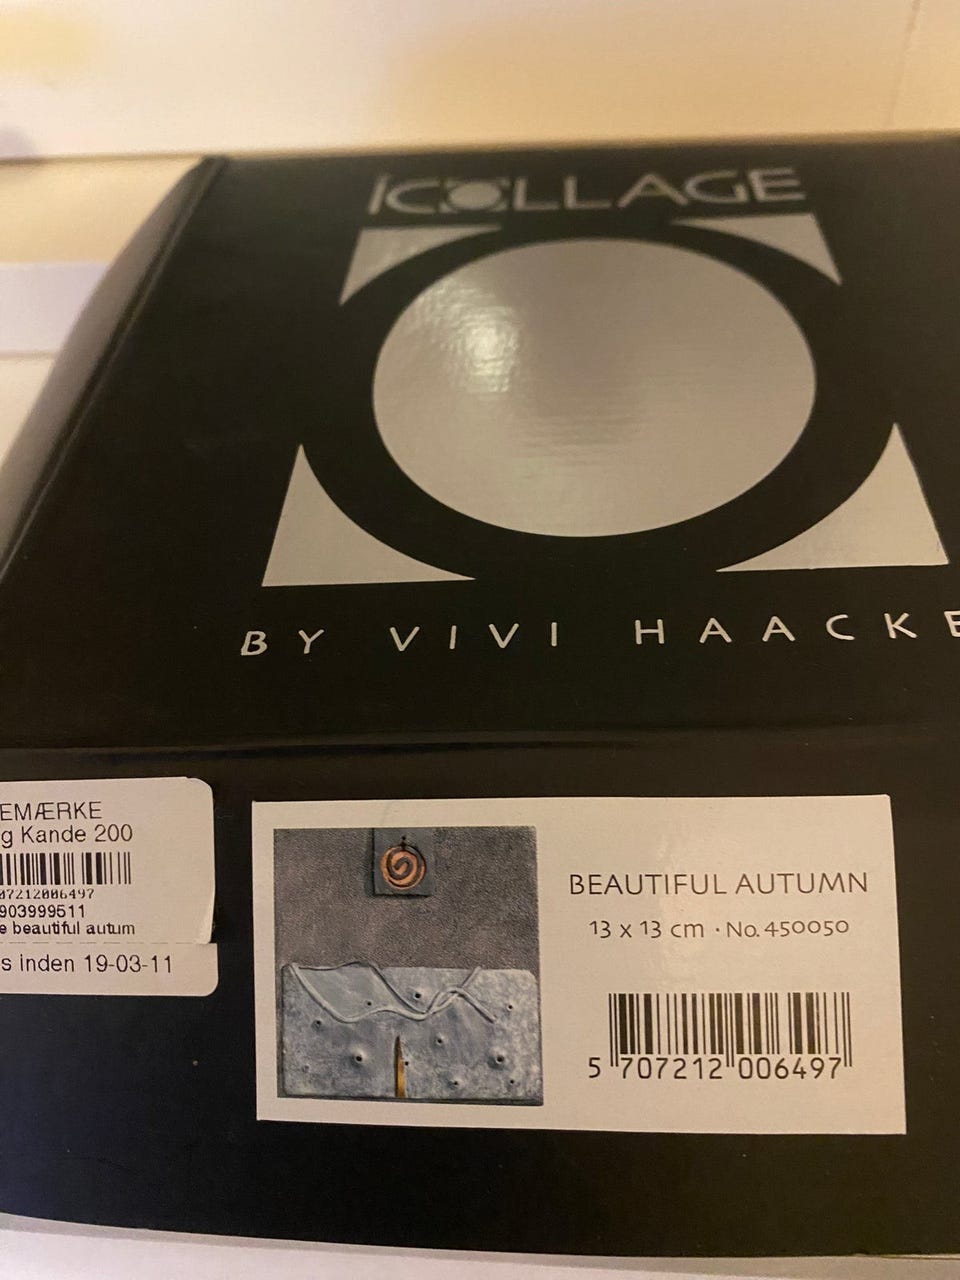 ICOLLAGE
BY VIVI HAACKE
EMÆRKE
g Kande 200
07212006497
903999511
e beautiful autum
s inden 19-03-11
BEAUTIFUL AUTUMN
13 x 13 cm · No. 450050
5 707212 006497